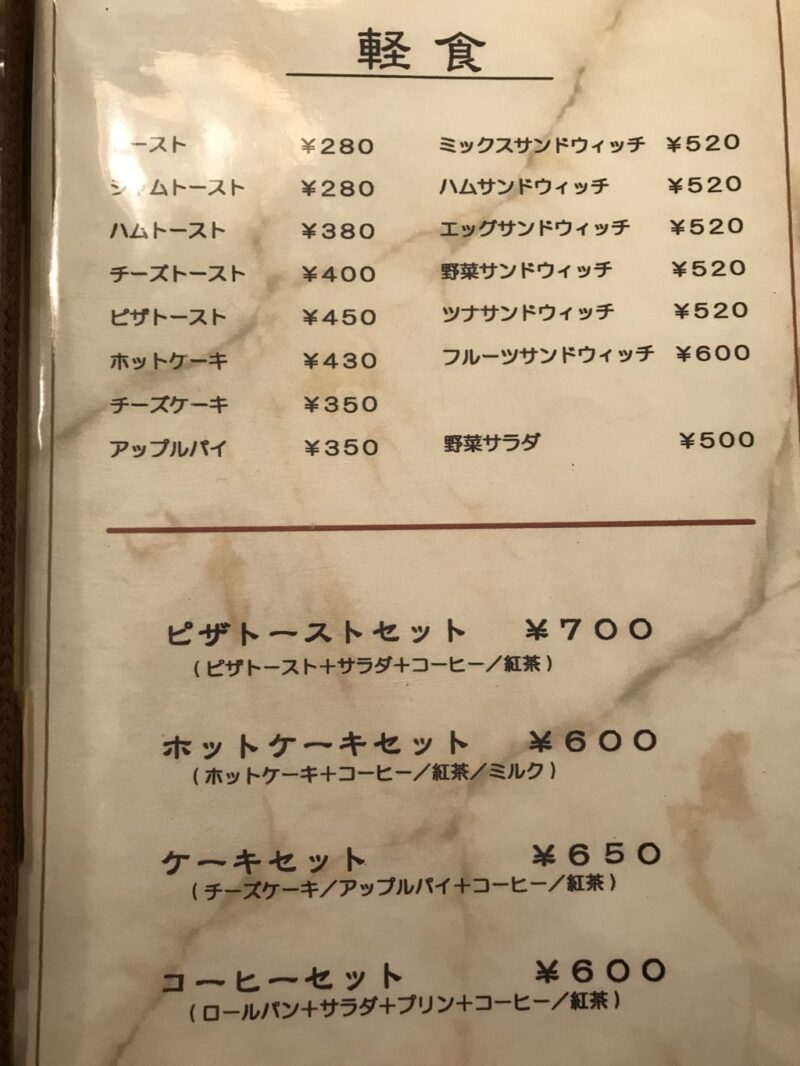 軽食
トースト ¥280
ジャムトースト ¥280
ハムトースト ¥380
チーズトースト ¥400
ピザトースト ¥450
ホットケーキ ¥430
チーズケーキ ¥350
アップルパイ ¥350
ミックスサンドウィッチ ¥520
ハムサンドウィッチ ¥520
エッグサンドウィッチ ¥520
野菜サンドウィッチ ¥520
ツナサンドウィッチ ¥520
フルーツサンドウィッチ ¥600
野菜サラダ ¥500
ピザトーストセット ¥700
(ピザトースト+サラダ+コーヒー/紅茶)
ホットケーキセット ¥600
(ホットケーキ+コーヒー/紅茶/ミルク)
ケーキセット ¥650
(チーズケーキ/アップルパイ+コーヒー/紅茶)
コーヒーセット ¥600
(ロールパン+サラダ+プリン+コーヒー/紅茶)